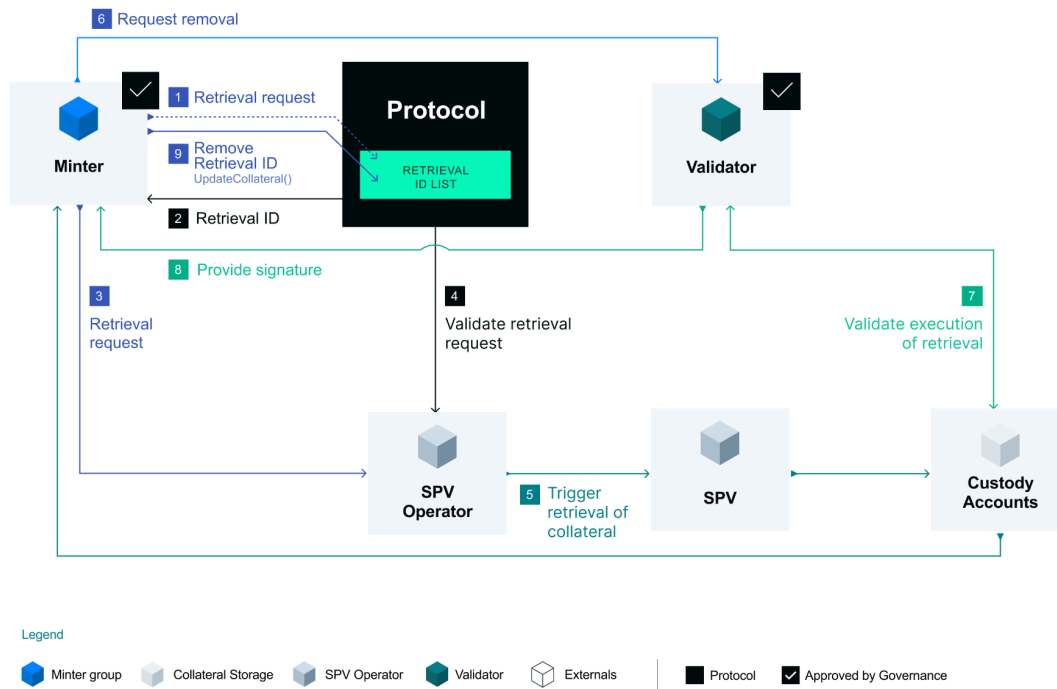 6 Request removal
1 Retrieval request
Protocol
9 Remove
Retrieval ID
UpdateCollateral()
RETRIEVAL
ID LIST
Minter
Validator
2 Retrieval ID
8 Provide signature
3
Retrieval
request
4
Validate retrieval
request
7
Validate execution
of retrieval
SPV
Operator
5 Trigger
retrieval of
collateral
SPV
Custody
Accounts
Legend
Minter group
Collateral Storage
SPV Operator
Validator
Externals
Protocol
Approved by Governance